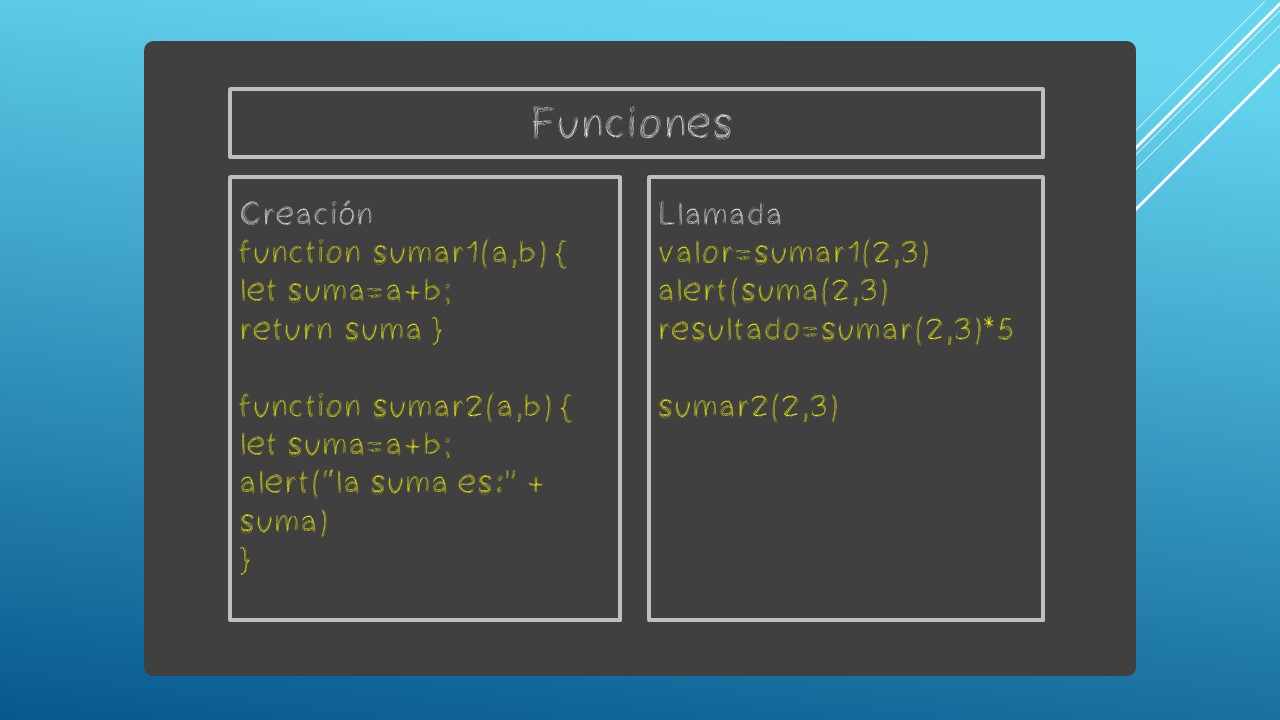 Funciones
Creación
function sumar1(a,b) {
let suma=a+b;
return suma }
function sumar2(a,b) {
let suma=a+b;
alert(“la suma es:” +
suma)
}
Llamada
valor=sumar1(2,3)
alert(suma(2,3)
resultado=sumar(2,3)*5
sumar2(2,3)